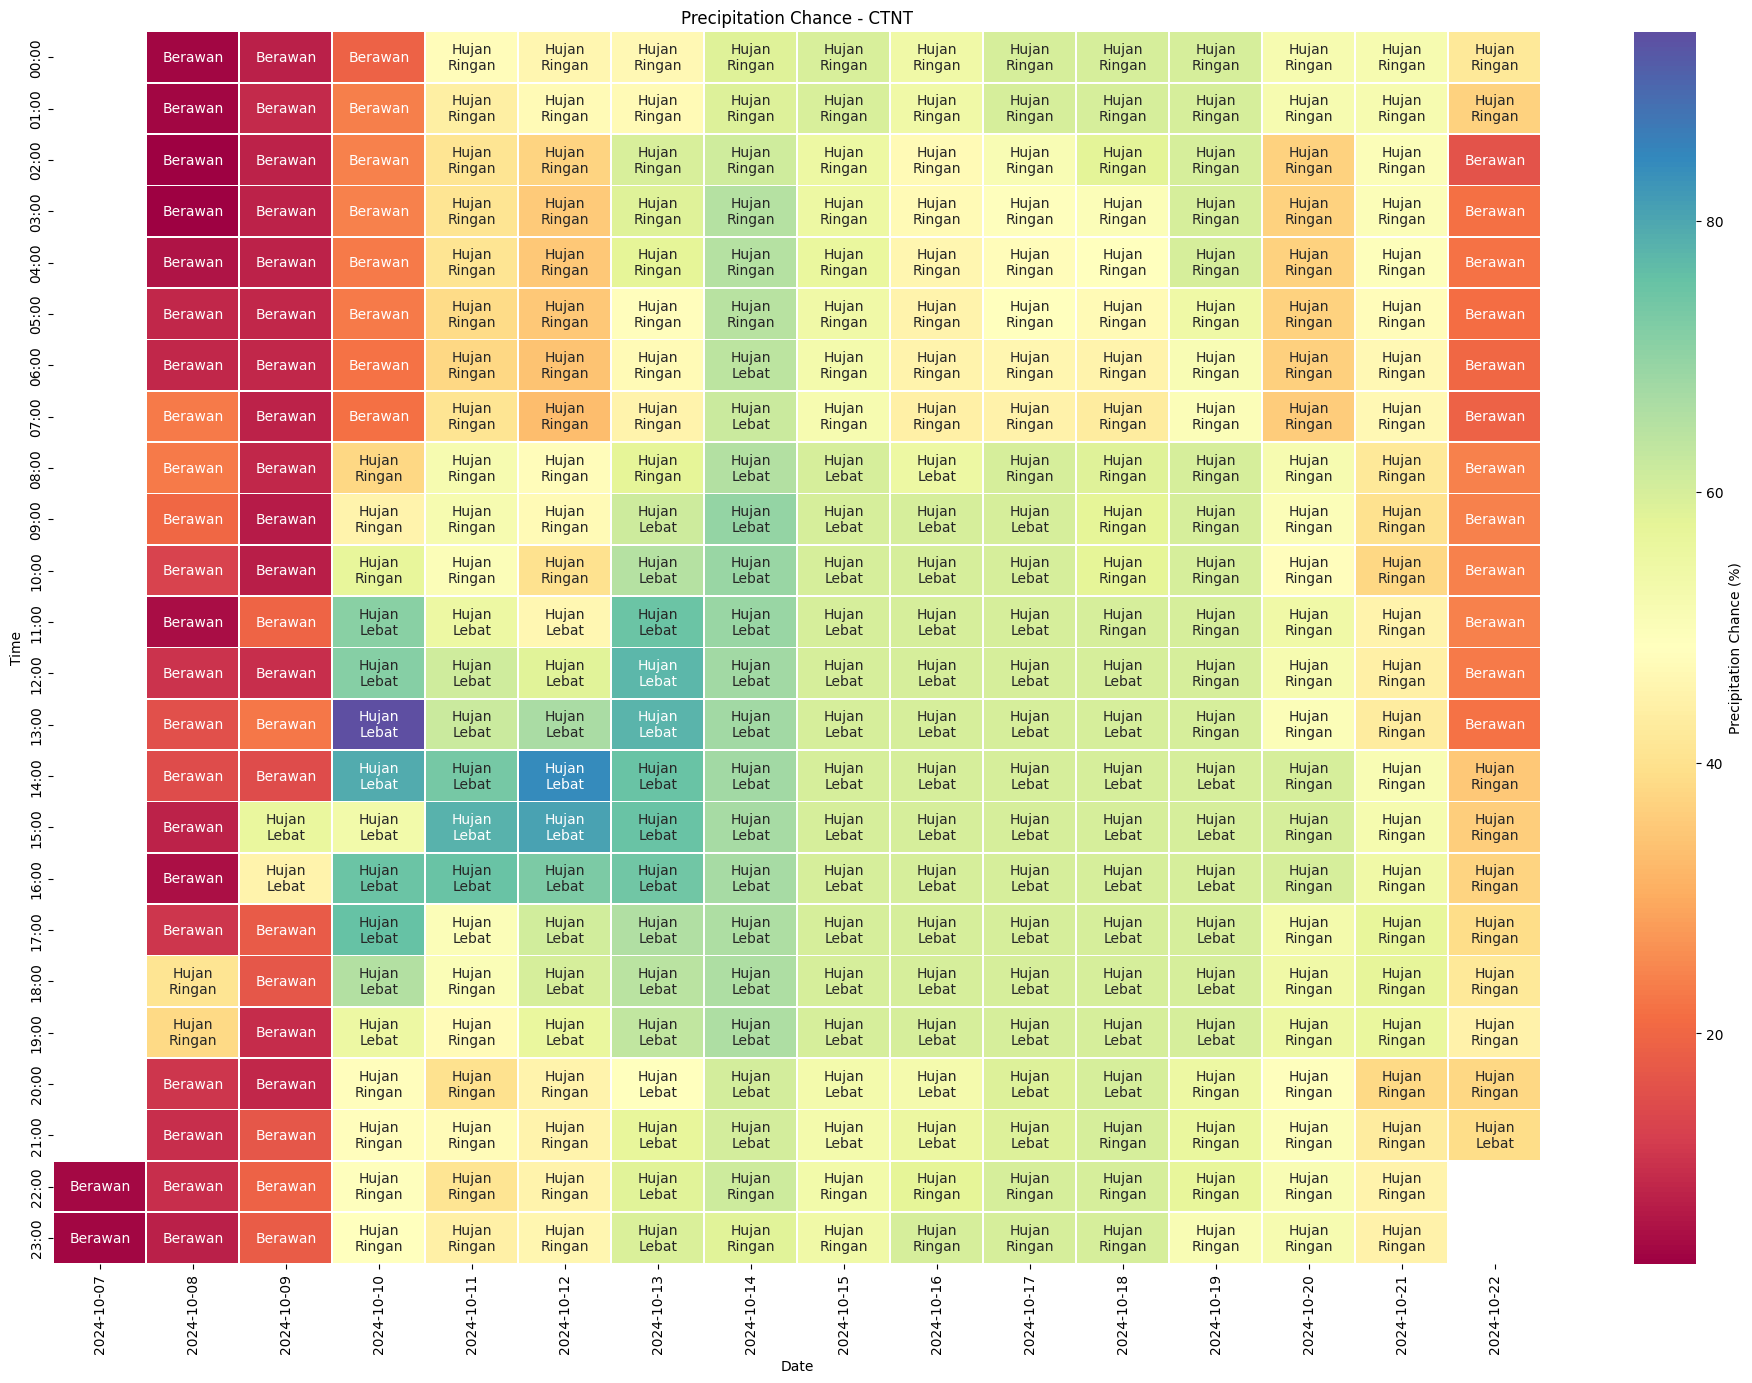 Precipitation Chance - CTNT
00:00 Berawan Berawan Berawan Hujan Ringan Hujan Ringan Hujan Ringan Hujan Ringan Hujan Ringan Hujan Ringan Hujan Ringan Hujan Ringan Hujan Ringan Hujan Ringan Hujan Ringan Hujan Ringan
01:00 Berawan Berawan Berawan Hujan Ringan Hujan Ringan Hujan Ringan Hujan Ringan Hujan Ringan Hujan Ringan Hujan Ringan Hujan Ringan Hujan Ringan Hujan Ringan Hujan Ringan Hujan Ringan
02:00 Berawan Berawan Berawan Hujan Ringan Hujan Ringan Hujan Ringan Hujan Ringan Hujan Ringan Hujan Ringan Hujan Ringan Hujan Ringan Hujan Ringan Hujan Ringan Hujan Ringan Berawan
03:00 Berawan Berawan Berawan Hujan Ringan Hujan Ringan Hujan Ringan Hujan Ringan Hujan Ringan Hujan Ringan Hujan Ringan Hujan Ringan Hujan Ringan Hujan Ringan Hujan Ringan Berawan
04:00 Berawan Berawan Berawan Hujan Ringan Hujan Ringan Hujan Ringan Hujan Ringan Hujan Ringan Hujan Ringan Hujan Ringan Hujan Ringan Hujan Ringan Hujan Ringan Hujan Ringan Berawan
05:00 Berawan Berawan Berawan Hujan Ringan Hujan Ringan Hujan Ringan Hujan Ringan Hujan Ringan Hujan Ringan Hujan Ringan Hujan Ringan Hujan Ringan Hujan Ringan Hujan Ringan Berawan
06:00 Berawan Berawan Berawan Hujan Ringan Hujan Ringan Hujan Ringan Hujan Lebat Hujan Ringan Hujan Ringan Hujan Ringan Hujan Ringan Hujan Ringan Hujan Ringan Hujan Ringan Berawan
07:00 Berawan Berawan Berawan Hujan Ringan Hujan Ringan Hujan Ringan Hujan Lebat Hujan Ringan Hujan Ringan Hujan Ringan Hujan Ringan Hujan Ringan Hujan Ringan Hujan Ringan Berawan
08:00 Berawan Berawan Hujan Ringan Hujan Ringan Hujan Ringan Hujan Ringan Hujan Lebat Hujan Lebat Hujan Lebat Hujan Ringan Hujan Ringan Hujan Ringan Hujan Ringan Hujan Ringan Berawan
09:00 Berawan Berawan Hujan Ringan Hujan Ringan Hujan Ringan Hujan Lebat Hujan Lebat Hujan Lebat Hujan Lebat Hujan Lebat Hujan Ringan Hujan Ringan Hujan Ringan Hujan Ringan Berawan
10:00 Berawan Berawan Hujan Ringan Hujan Ringan Hujan Ringan Hujan Lebat Hujan Lebat Hujan Lebat Hujan Lebat Hujan Lebat Hujan Ringan Hujan Ringan Hujan Ringan Hujan Ringan Berawan
11:00 Berawan Berawan Hujan Lebat Hujan Lebat Hujan Lebat Hujan Lebat Hujan Lebat Hujan Lebat Hujan Lebat Hujan Lebat Hujan Ringan Hujan Ringan Hujan Ringan Hujan Ringan Berawan
12:00 Berawan Berawan Hujan Lebat Hujan Lebat Hujan Lebat Hujan Lebat Hujan Lebat Hujan Lebat Hujan Lebat Hujan Lebat Hujan Lebat Hujan Ringan Hujan Ringan Hujan Ringan Berawan
13:00 Berawan Berawan Hujan Lebat Hujan Lebat Hujan Lebat Hujan Lebat Hujan Lebat Hujan Lebat Hujan Lebat Hujan Lebat Hujan Lebat Hujan Ringan Hujan Ringan Hujan Ringan Berawan
14:00 Berawan Berawan Hujan Lebat Hujan Lebat Hujan Lebat Hujan Lebat Hujan Lebat Hujan Lebat Hujan Lebat Hujan Lebat Hujan Lebat Hujan Lebat Hujan Ringan Hujan Ringan Hujan Ringan
15:00 Berawan Hujan Lebat Hujan Lebat Hujan Lebat Hujan Lebat Hujan Lebat Hujan Lebat Hujan Lebat Hujan Lebat Hujan Lebat Hujan Lebat Hujan Lebat Hujan Ringan Hujan Ringan Hujan Ringan
16:00 Berawan Hujan Lebat Hujan Lebat Hujan Lebat Hujan Lebat Hujan Lebat Hujan Lebat Hujan Lebat Hujan Lebat Hujan Lebat Hujan Lebat Hujan Lebat Hujan Ringan Hujan Ringan Hujan Ringan
17:00 Berawan Berawan Hujan Lebat Hujan Lebat Hujan Lebat Hujan Lebat Hujan Lebat Hujan Lebat Hujan Lebat Hujan Lebat Hujan Lebat Hujan Lebat Hujan Ringan Hujan Ringan Hujan Ringan
18:00 Hujan Ringan Berawan Hujan Lebat Hujan Ringan Hujan Lebat Hujan Lebat Hujan Lebat Hujan Lebat Hujan Lebat Hujan Lebat Hujan Lebat Hujan Lebat Hujan Ringan Hujan Ringan Hujan Ringan
19:00 Hujan Ringan Berawan Hujan Lebat Hujan Ringan Hujan Lebat Hujan Lebat Hujan Lebat Hujan Lebat Hujan Lebat Hujan Lebat Hujan Lebat Hujan Lebat Hujan Ringan Hujan Ringan Hujan Ringan
20:00 Berawan Berawan Hujan Ringan Hujan Ringan Hujan Ringan Hujan Lebat Hujan Lebat Hujan Lebat Hujan Lebat Hujan Lebat Hujan Lebat Hujan Ringan Hujan Ringan Hujan Ringan Hujan Ringan
21:00 Berawan Berawan Hujan Ringan Hujan Ringan Hujan Ringan Hujan Lebat Hujan Lebat Hujan Lebat Hujan Lebat Hujan Lebat Hujan Ringan Hujan Ringan Hujan Ringan Hujan Ringan Hujan Lebat
22:00 Berawan Berawan Berawan Hujan Ringan Hujan Ringan Hujan Ringan Hujan Lebat Hujan Ringan Hujan Ringan Hujan Ringan Hujan Ringan Hujan Ringan Hujan Ringan Hujan Ringan Hujan Ringan
23:00 Berawan Berawan Berawan Hujan Ringan Hujan Ringan Hujan Ringan Hujan Lebat Hujan Ringan Hujan Ringan Hujan Ringan Hujan Ringan Hujan Ringan Hujan Ringan Hujan Ringan Hujan Ringan
Time
2024-10-07
2024-10-08
2024-10-09
2024-10-10
2024-10-11
2024-10-12
2024-10-13
2024-10-14
2024-10-15
2024-10-16
2024-10-17
2024-10-18
2024-10-19
2024-10-20
2024-10-21
2024-10-22
Date
80
60
40
20
Precipitation Chance (%)